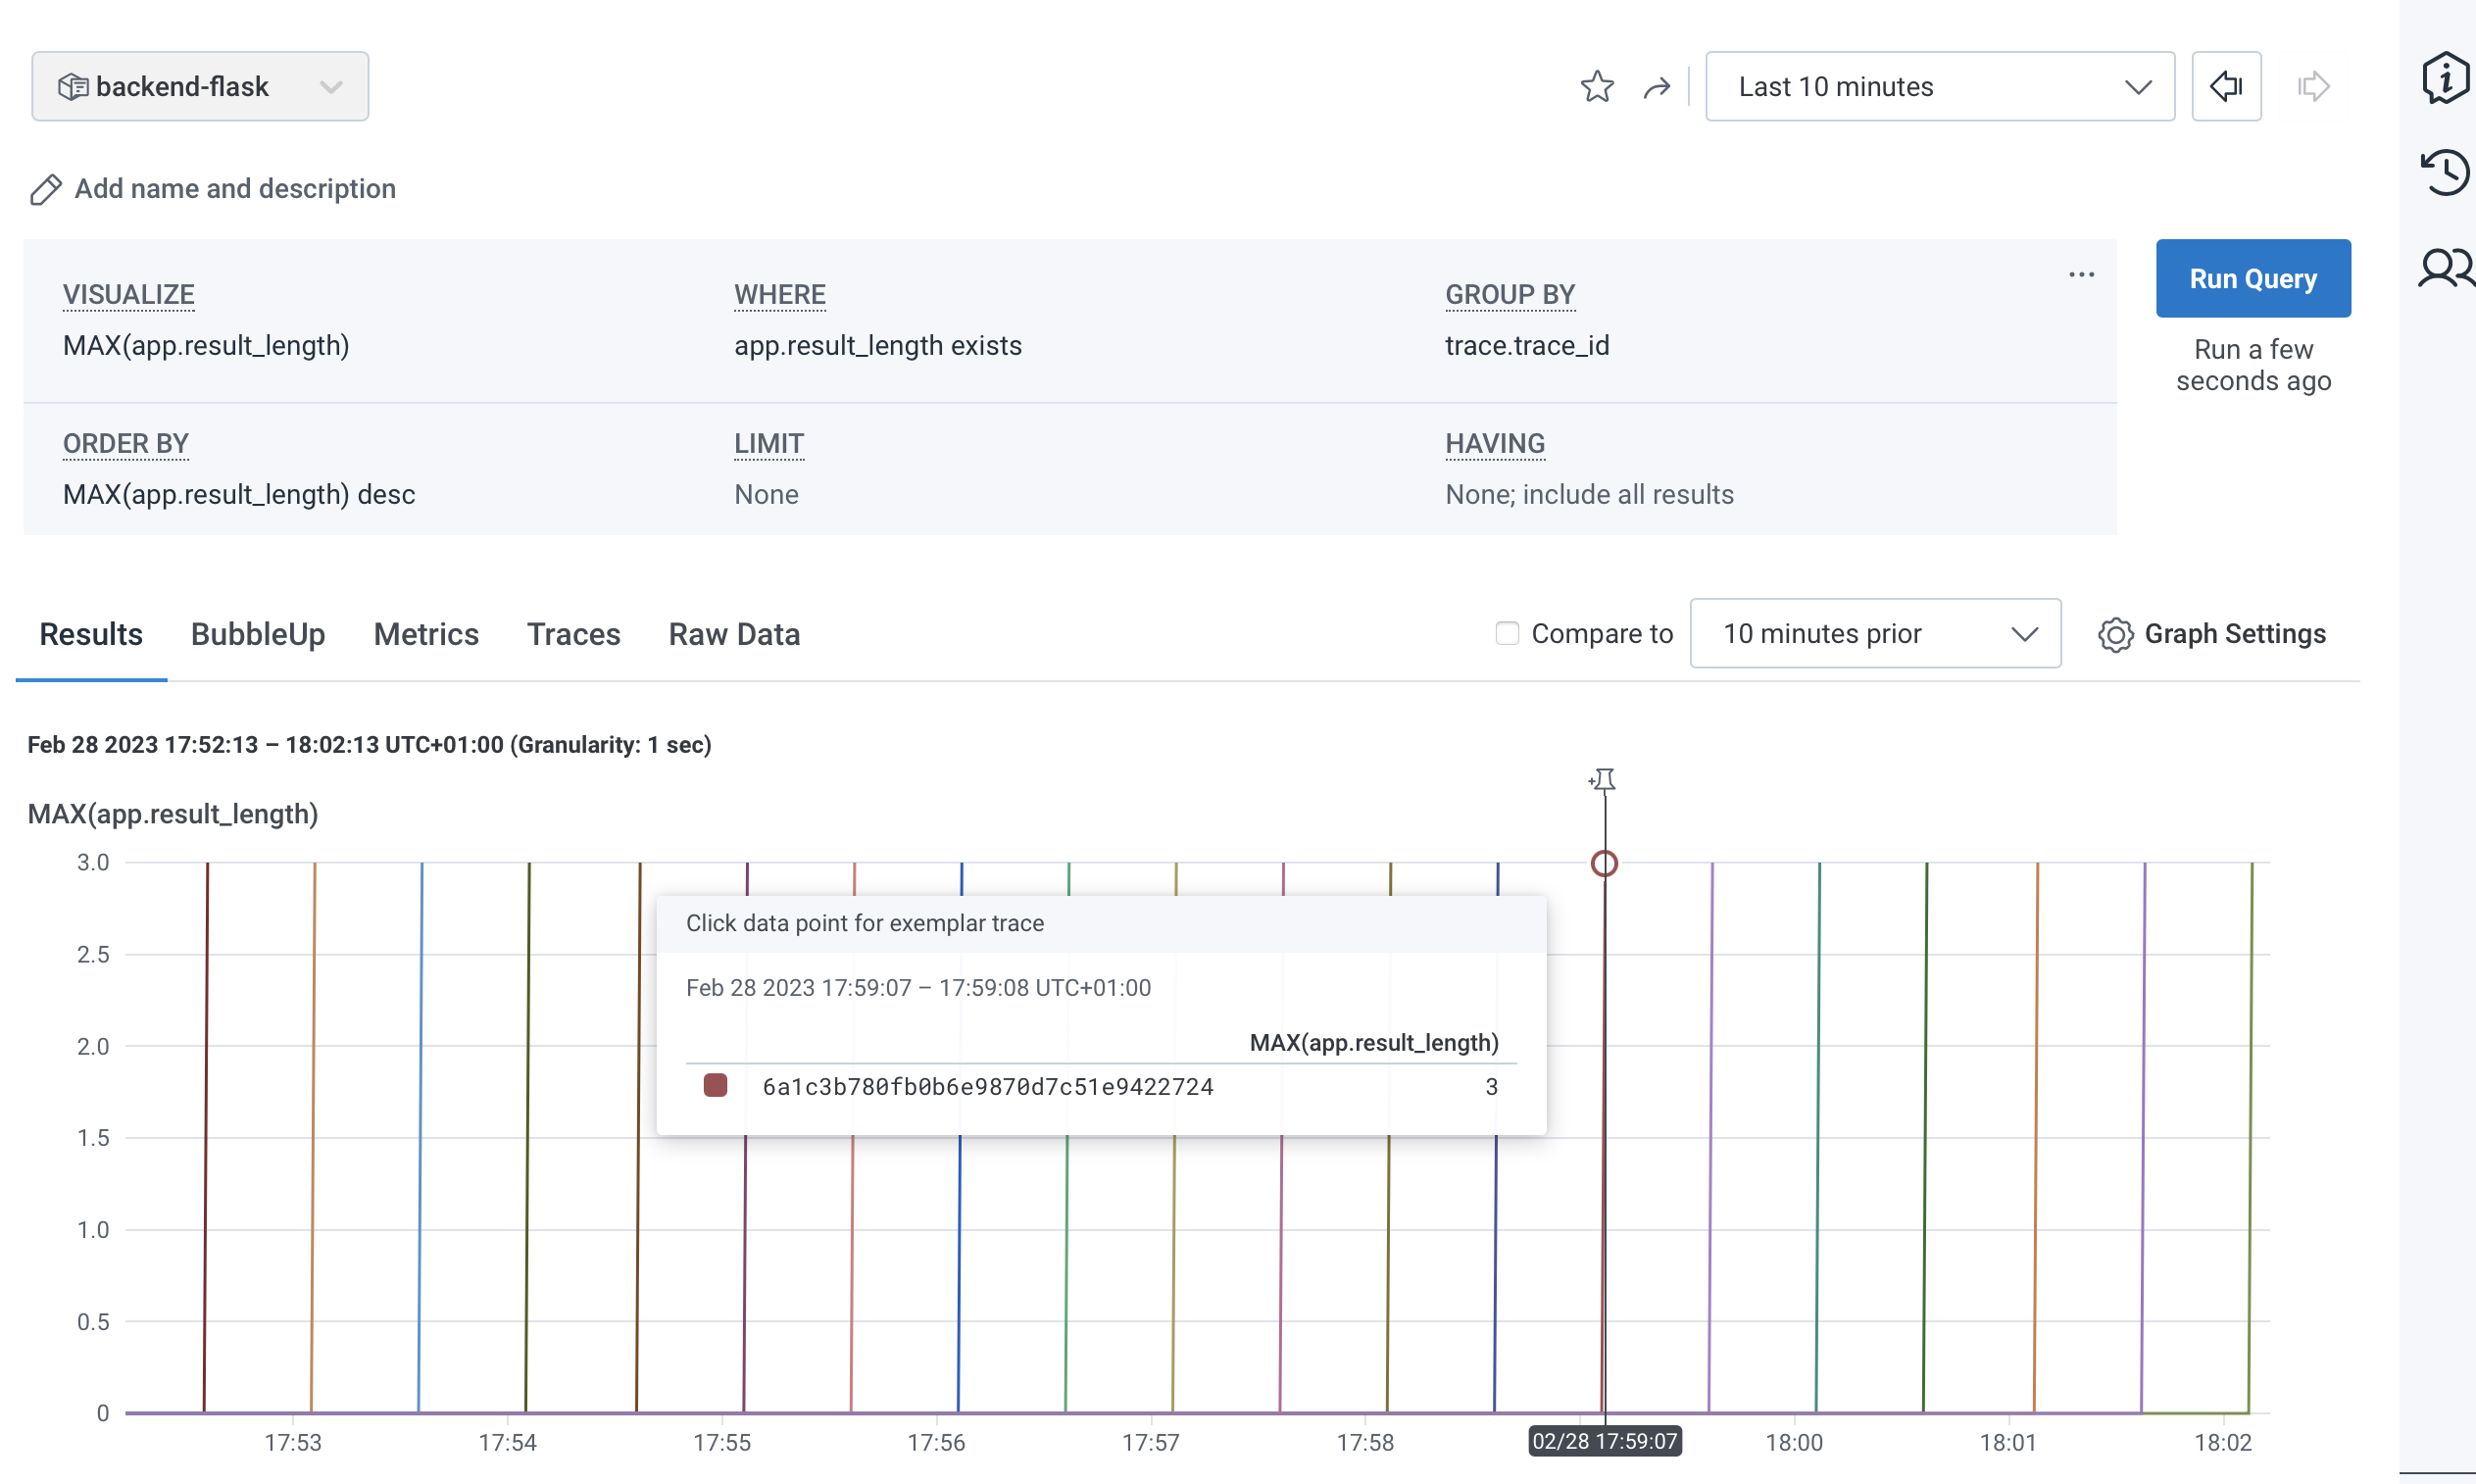 backend-flask
Last 10 minutes
Add name and description
VISUALIZE
MAX(app.result_length)
WHERE
app.result_length exists
GROUP BY
trace.trace_id
Run Query
Run a few
seconds ago
ORDER BY
MAX(app.result_length) desc
LIMIT
None
HAVING
None; include all results
Results BubbleUp Metrics Traces Raw Data
Compare to 10 minutes prior Graph Settings
Feb 28 2023 17:52:13 – 18:02:13 UTC+01:00 (Granularity: 1 sec)
MAX(app.result_length)
3.0
2.5
2.0
1.5
1.0
0.5
0
Click data point for exemplar trace
Feb 28 2023 17:59:07 – 17:59:08 UTC+01:00
MAX(app.result_length)
6a1c3b780fb0b6e9870d7c51e9422724 3
17:53 17:54 17:55 17:56 17:57 17:58 02/28 17:59:07 18:00 18:01 18:02